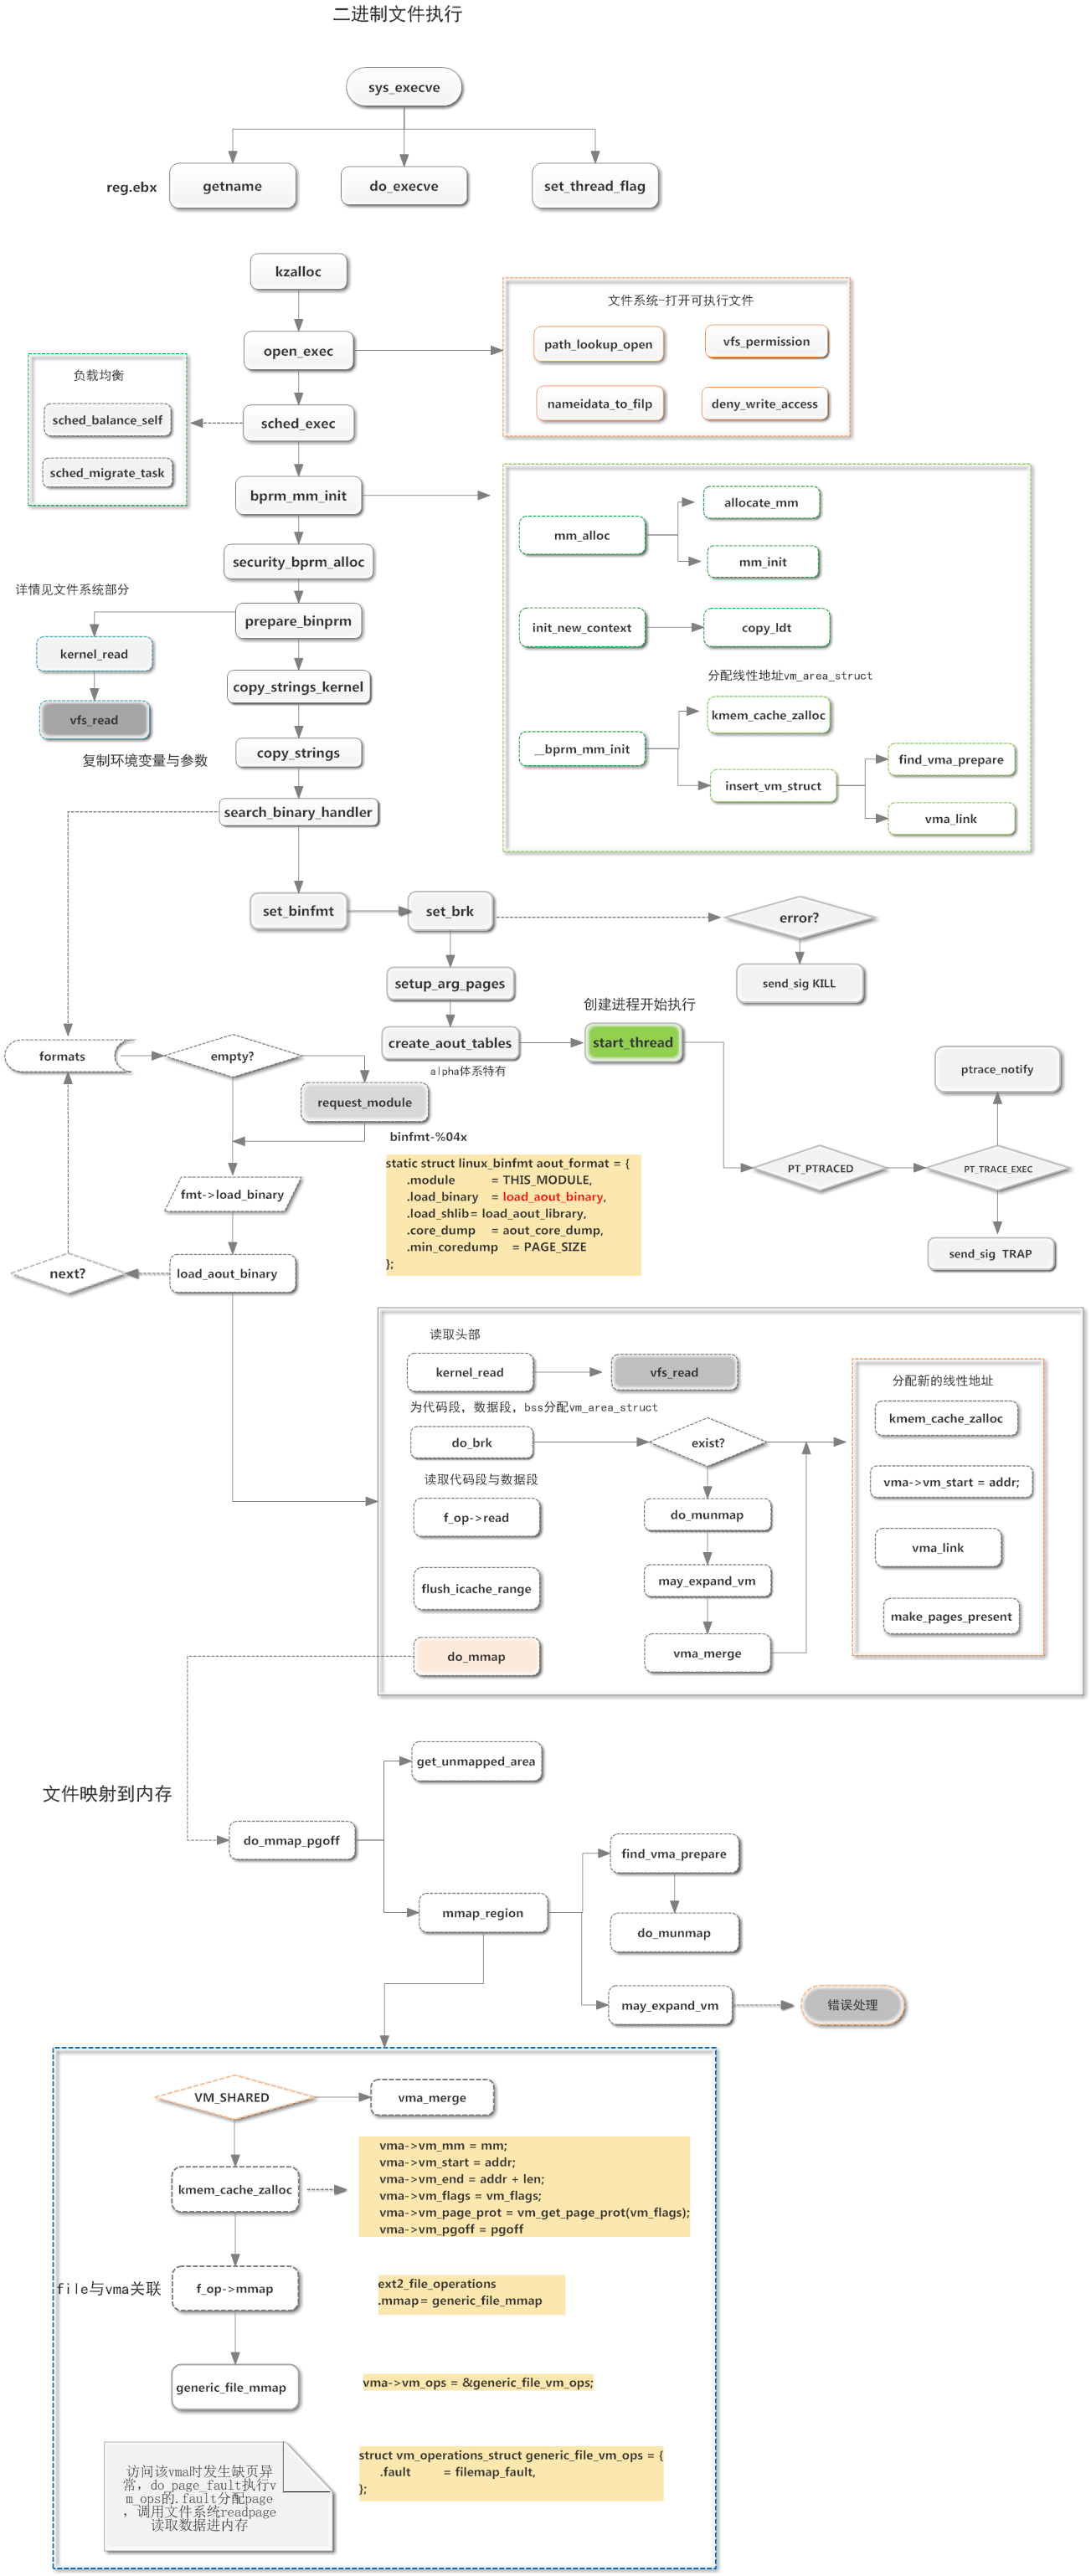 二进制文件执行
sys_execve
reg.ebx
getname
do_execve
set_thread_flag
kzalloc
open_exec
文件系统-打开可执行文件
path_lookup_open
vfs_permission
nameidata_to_filp
deny_write_access
负载均衡
sched_balance_self
sched_migrate_task
sched_exec
bprm_mm_init
mm_alloc
allocate_mm
mm_init
init_new_context
copy_ldt
分配线性地址vm_area_struct
kmem_cache_zalloc
__bprm_mm_init
insert_vm_struct
find_vma_prepare
vma_link
security_bprm_alloc
详情见文件系统部分
prepare_binprm
kernel_read
vfs_read
copy_strings_kernel
复制环境变量与参数
copy_strings
search_binary_handler
set_binfmt
set_brk
error?
send_sig KILL
setup_arg_pages
创建进程开始执行
create_aout_tables
start_thread
alpha体系特有
formats
empty?
request_module
binfmt-%04x
ptrace_notify
PT_PTRACED
PT_TRACE_EXEC
send_sig  TRAP
static struct linux_binfmt aout_format = {
.module          = THIS_MODULE,
.load_binary    = load_aout_binary,
.load_shlib= load_aout_library,
.core_dump     = aout_core_dump,
.min_coredump     = PAGE_SIZE
};
fmt->load_binary
next?
load_aout_binary
读取头部
kernel_read
vfs_read
为代码段，数据段，bss分配vm_area_struct
do_brk
exist?
分配新的线性地址
kmem_cache_zalloc
vma->vm_start = addr;
vma_link
make_pages_present
读取代码段与数据段
f_op->read
do_munmap
flush_icache_range
may_expand_vm
do_mmap
vma_merge
get_unmapped_area
文件映射到内存
do_mmap_pgoff
find_vma_prepare
mmap_region
do_munmap
may_expand_vm
错误处理
VM_SHARED
vma_merge
kmem_cache_zalloc
vma->vm_mm = mm;
vma->vm_start = addr;
vma->vm_end = addr + len;
vma->vm_flags = vm_flags;
vma->vm_page_prot = vm_get_page_prot(vm_flags);
vma->vm_pgoff = pgoff
file与vma关联
f_op->mmap
ext2_file_operations
.mmap= generic_file_mmap
generic_file_mmap
vma->vm_ops = &generic_file_vm_ops;
struct vm_operations_struct generic_file_vm_ops = {
.fault          = filemap_fault,
};
访问该vma时发生缺页异
常，do_page_fault执行v
m_ops的.fault分配page
，调用文件系统readpage
读取数据进内存